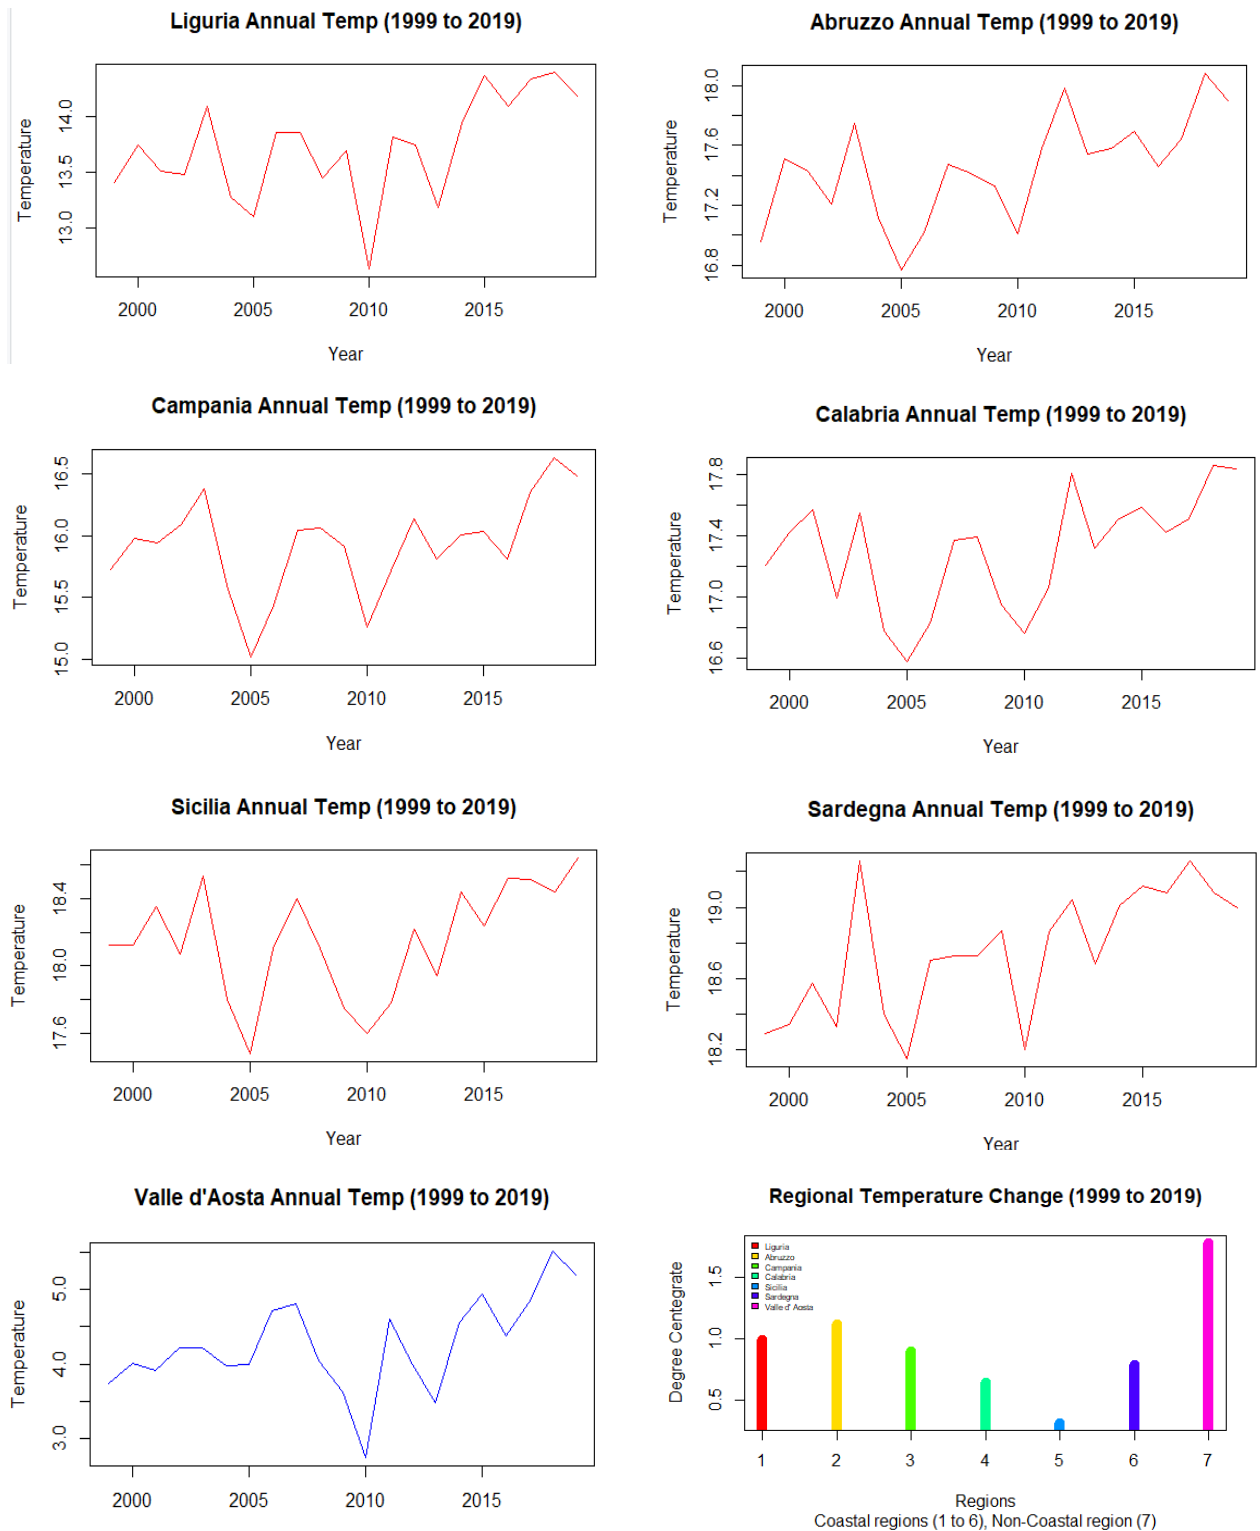 Liguria Annual Temp (1999 to 2019)
Temperature
14.0
13.5
13.0
2000 2005 2010 2015
Year
Abruzzo Annual Temp (1999 to 2019)
Temperature
18.0
17.6
17.2
16.8
2000 2005 2010 2015
Year
Campania Annual Temp (1999 to 2019)
Temperature
16.5
16.0
15.5
15.0
2000 2005 2010 2015
Year
Calabria Annual Temp (1999 to 2019)
Temperature
17.8
17.4
17.0
16.6
2000 2005 2010 2015
Year
Sicilia Annual Temp (1999 to 2019)
Temperature
18.4
18.0
17.6
2000 2005 2010 2015
Year
Sardegna Annual Temp (1999 to 2019)
Temperature
19.0
18.6
18.2
2000 2005 2010 2015
Year
Valle d'Aosta Annual Temp (1999 to 2019)
Temperature
5.0
4.0
3.0
2000 2005 2010 2015
Regional Temperature Change (1999 to 2019)
Degree Centegrate
1.5
1.0
0.5
Liguria
Abruzzo
Campania
Calabria
Sicilia
Sardegna
Valle d' Aosta
1 2 3 4 5 6 7
Regions
Coastal regions (1 to 6), Non-Coastal region (7)